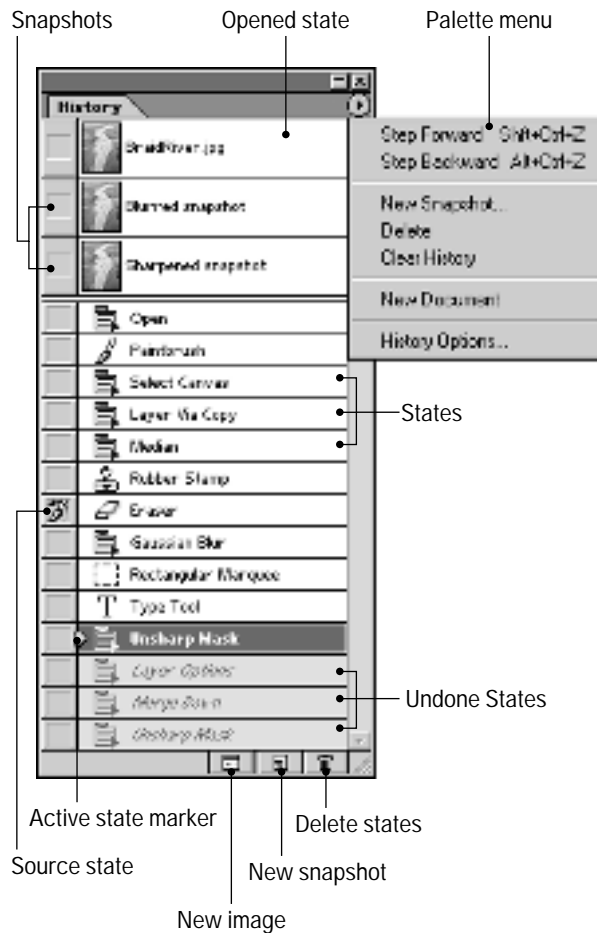 Snapshots Opened state Palette menu
History
BraidRiver.jpg
Blurred snapshot
Sharpened snapshot
Step Forward Shft+Ctrl+Z
Step Backward Alt+Ctrl+Z
New Snapshot...
Delete
Clear History
New Document
History Options...
Open
Paintbrush
Select Canvas
Layer Via Copy
States
Median
Rubber Stamp
Eraser
Gaussian Blur
Rectangular Marquee
Type Tool
Unsharp Mask
Layer Options
Merge Down
Undone States
Unsharp Mask
Active state marker
Delete states
Source state
New snapshot
New image